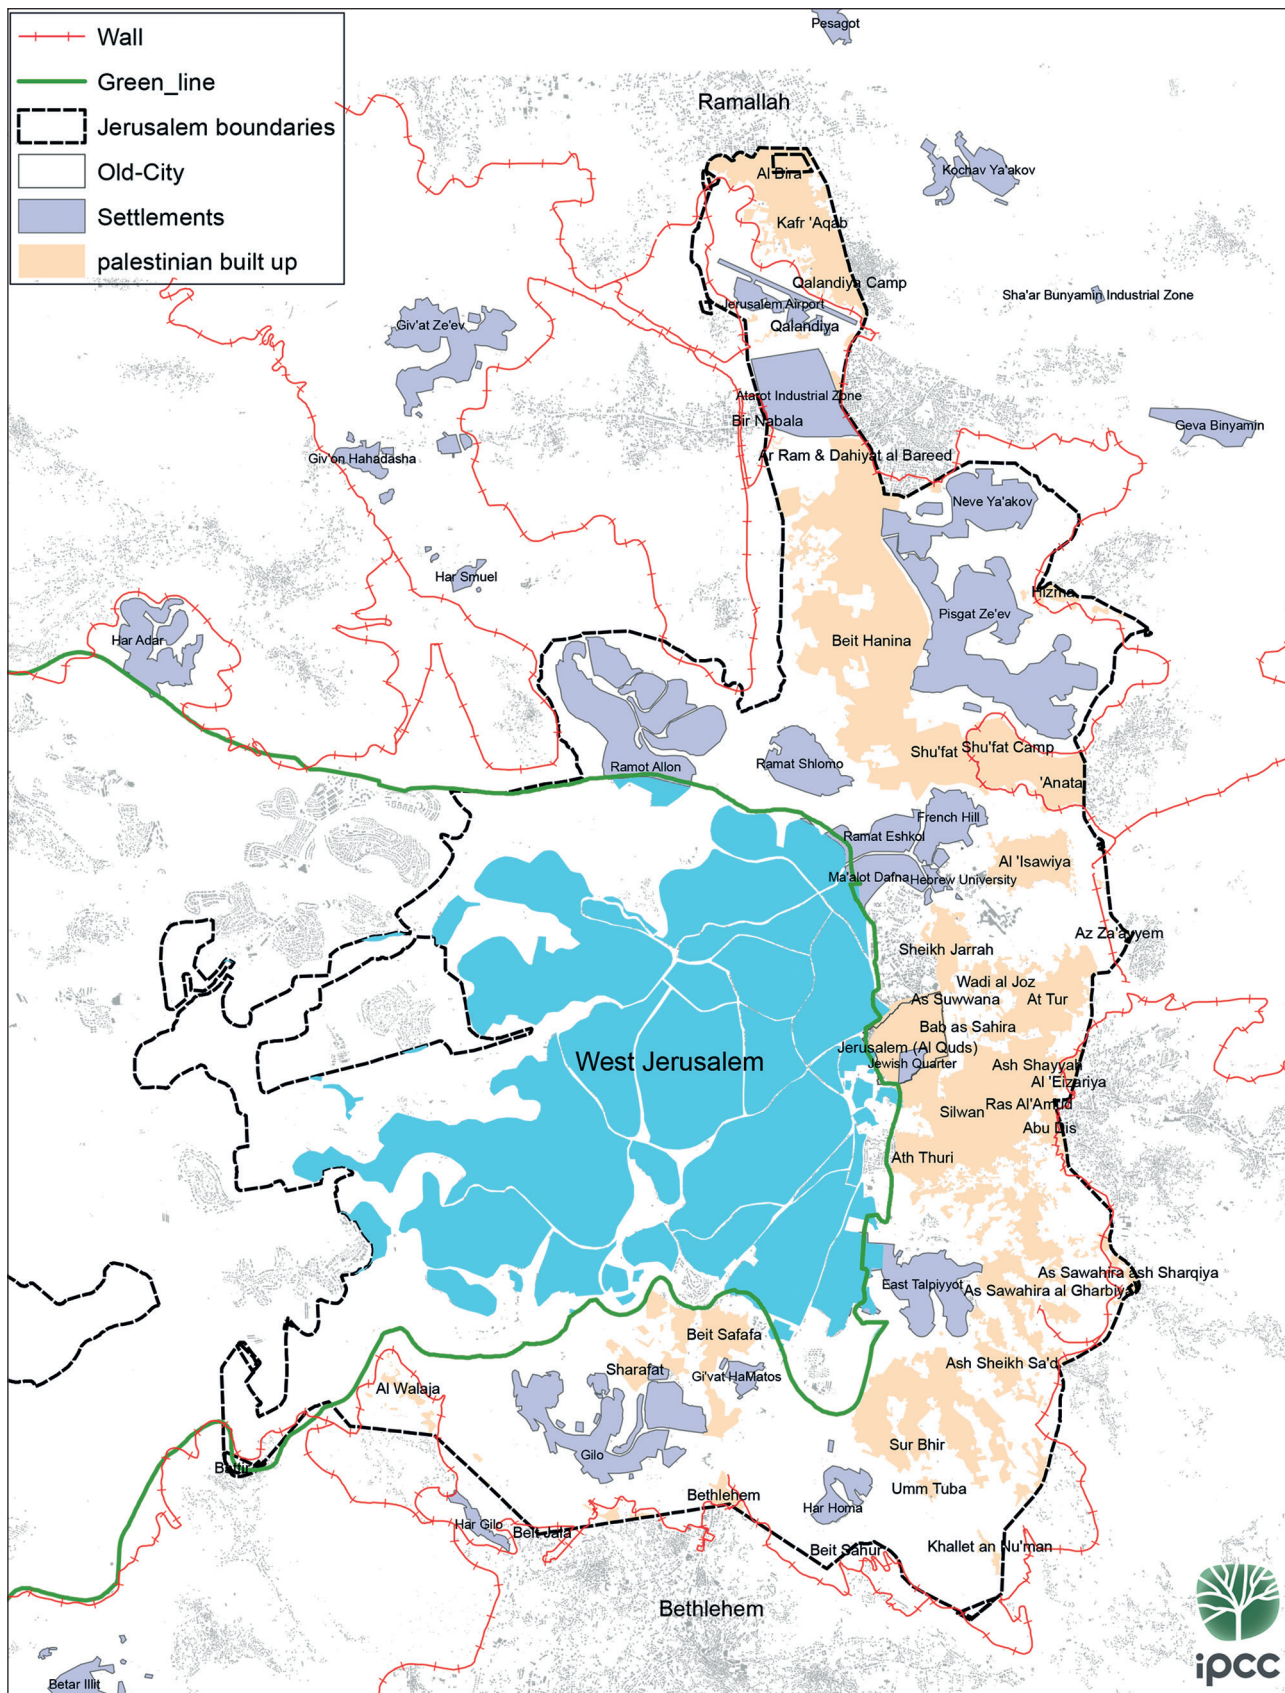 Pesagot
Wall
Green_line
Jerusalem boundaries
Old-City
Settlements
palestinian built up
Ramallah
Kochav Ya'akov
Al Bira
Kafr 'Aqab
Qalandiya Camp
Sha'ar Bunyamin Industrial Zone
Jerusalem Airport
Giv'at Ze'ev
Qalandiya
Atarot Industrial Zone
Bir Nabala
Geva Binyamin
Giv'on Hahadasha
Ar Ram & Dahiyat al Bareed
Neve Ya'akov
Har Smuel
Hizma
Pisgat Ze'ev
Har Adar
Beit Hanina
Shu'fat
Shu'fat Camp
Ramot Allon
Ramat Shlomo
'Anata
French Hill
Ramat Eshkol
Al 'Isawiya
Ma'alot Dafna
Hebrew University
Az Za'ayyem
Sheikh Jarrah
Wadi al Joz
As Suwwana
At Tur
Bab as Sahira
Jerusalem (Al Quds)
West Jerusalem
Jewish Quarter
Ash Shayyah
Al 'Eizariya
Ras Al'Amud
Silwan
Abu Dis
Ath Thuri
As Sawahira ash Sharqiya
East Talpiyyot
As Sawahira al Gharbiya
Beit Safafa
Ash Sheikh Sa'd
Sharafat
Gi'vat HaMatos
Al Walaja
Sur Bhir
Gilo
Battir
Umm Tuba
Bethlehem
Har Homa
Har Gilo
Beit Jala
Khallet an Nu'man
Beit Sahur
Bethlehem
ipcc
Betar Illit